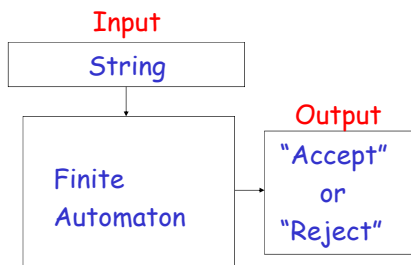 Input
String
Output
“Accept”
or
“Reject”
Finite
Automaton